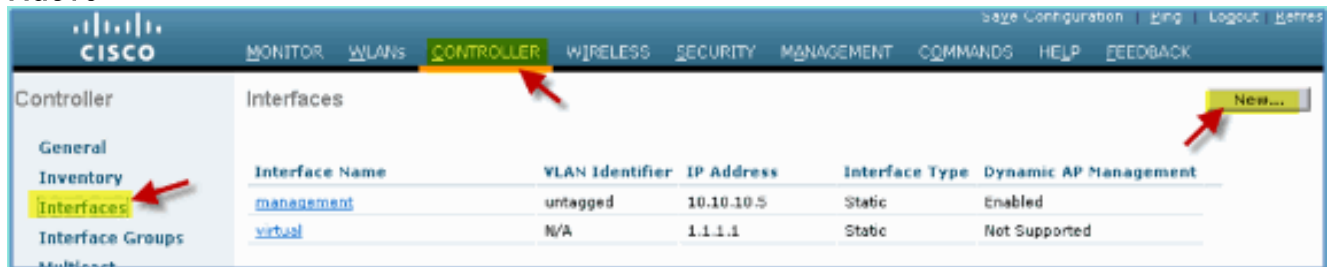 Save Configuration | Ping | Logout | Refres
CISCO MONITOR WLANs CONTROLLER WIRELESS SECURITY MANAGEMENT COMMANDS HELP FEEDBACK
Controller
General
Inventory
Interfaces
Interface Groups
Interfaces
New...
Interface Name VLAN Identifier IP Address Interface Type Dynamic AP Management
management untagged 10.10.10.5 Static Enabled
virtual N/A 1.1.1.1 Static Not Supported